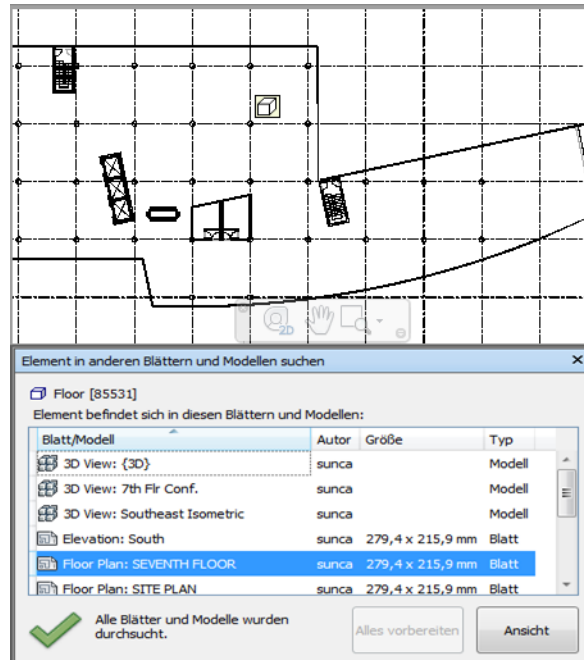 2D
Element in anderen Blättern und Modellen suchen
Floor [85531]
Element befindet sich in diesen Blättern und Modellen:
Blatt/Modell Autor Größe Typ
3D View: {3D} sunca Modell
3D View: 7th Flr Conf. sunca Modell
3D View: Southeast Isometric sunca Modell
Elevation: South sunca 279,4 x 215,9 mm Blatt
Floor Plan: SEVENTH FLOOR sunca 279,4 x 215,9 mm Blatt
Floor Plan: SITE PLAN sunca 279,4 x 215,9 mm Blatt
Alle Blätter und Modelle wurden
durchsucht.
Alles vorbereiten
Ansicht